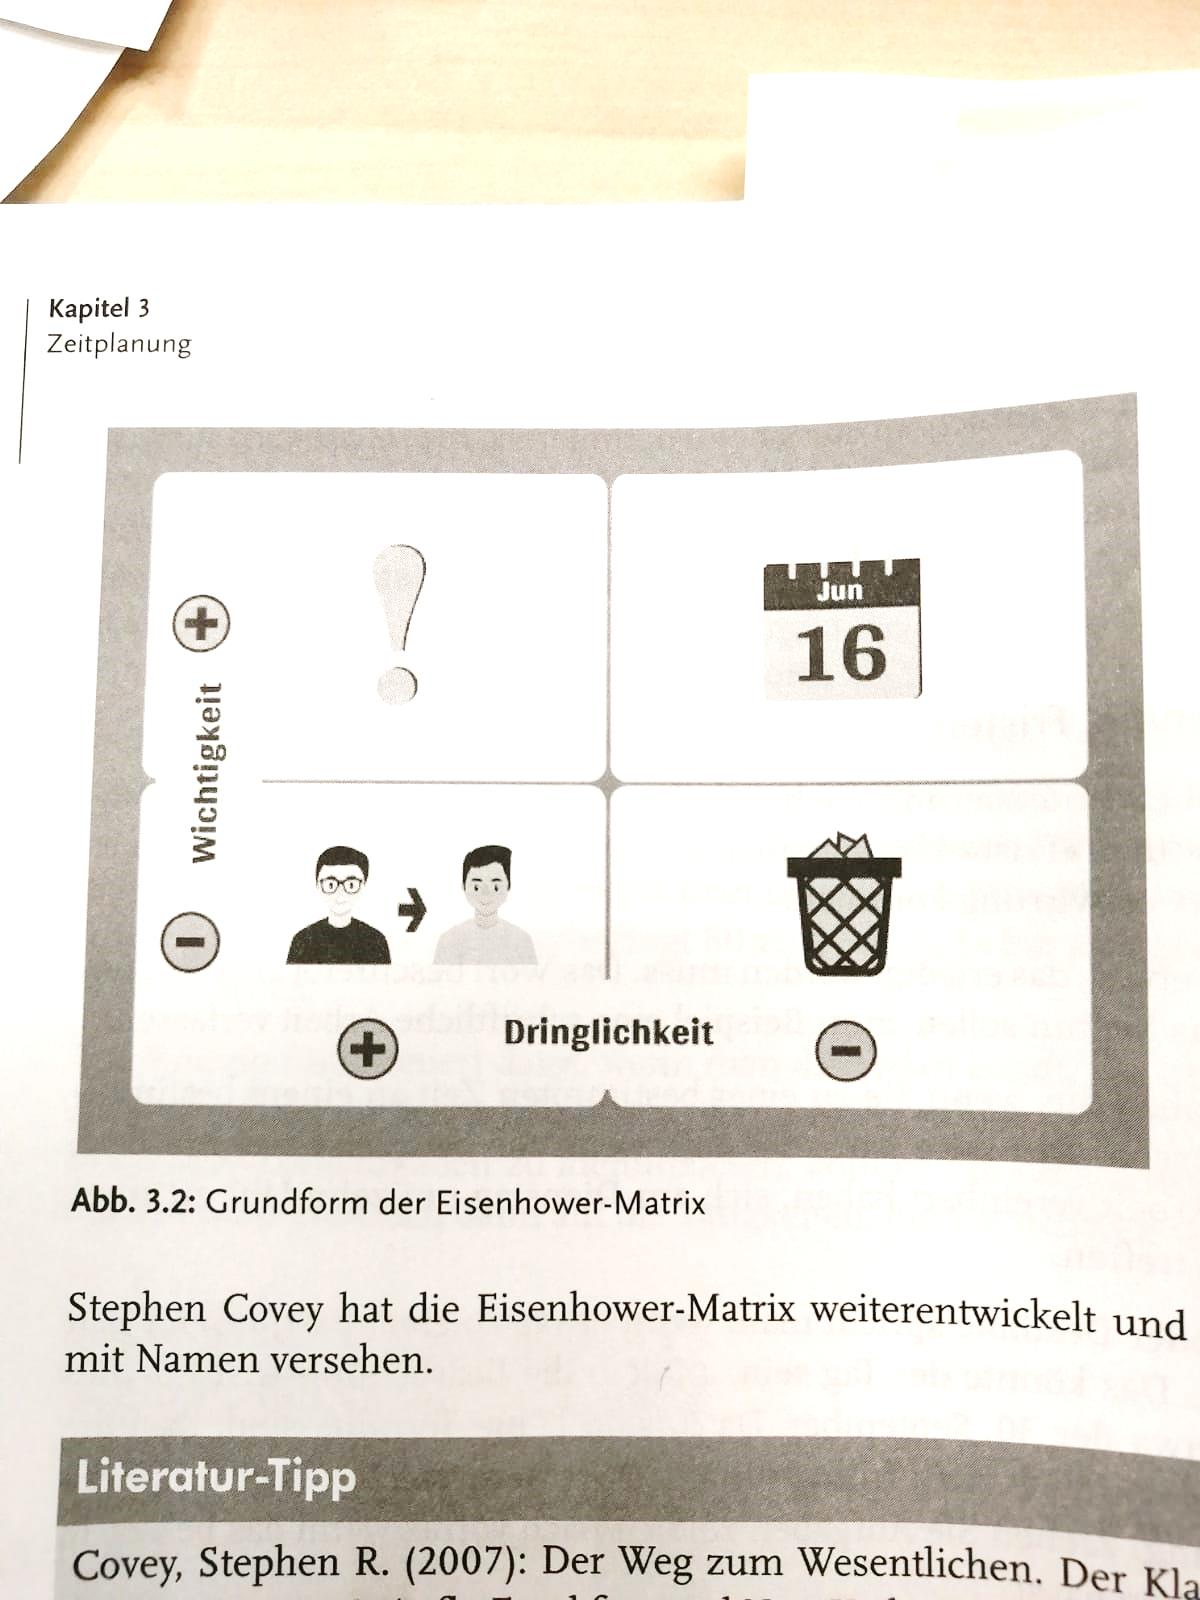 Kapitel 3
Zeitplanung
Jun
16
Wichtigkeit
Dringlichkeit
Abb. 3.2: Grundform der Eisenhower-Matrix
Stephen Covey hat die Eisenhower-Matrix weiterentwickelt und
mit Namen versehen.
Literatur-Tipp
Covey, Stephen R. (2007): Der Weg zum Wesentlichen. Der Kla